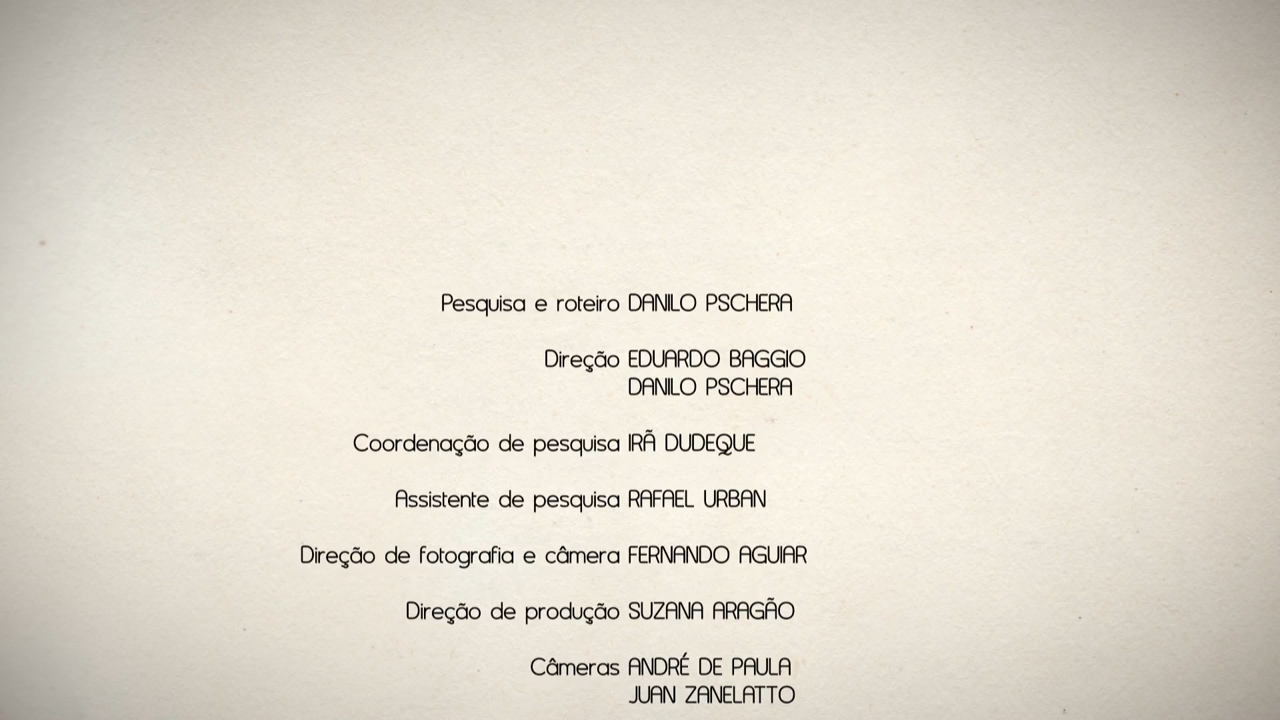 Pesquisa e roteiro DANILO PSCHERA
Direção EDUARDO BAGGIO
DANILO PSCHERA
Coordenação de pesquisa IRÃ DUDEQUE
Assistente de pesquisa RAFAEL URBAN
Direção de fotografia e câmera FERNANDO AGUIAR
Direção de produção SUZANA ARAGÃO
Câmeras ANDRÉ DE PAULA
JUAN ZANELATTO